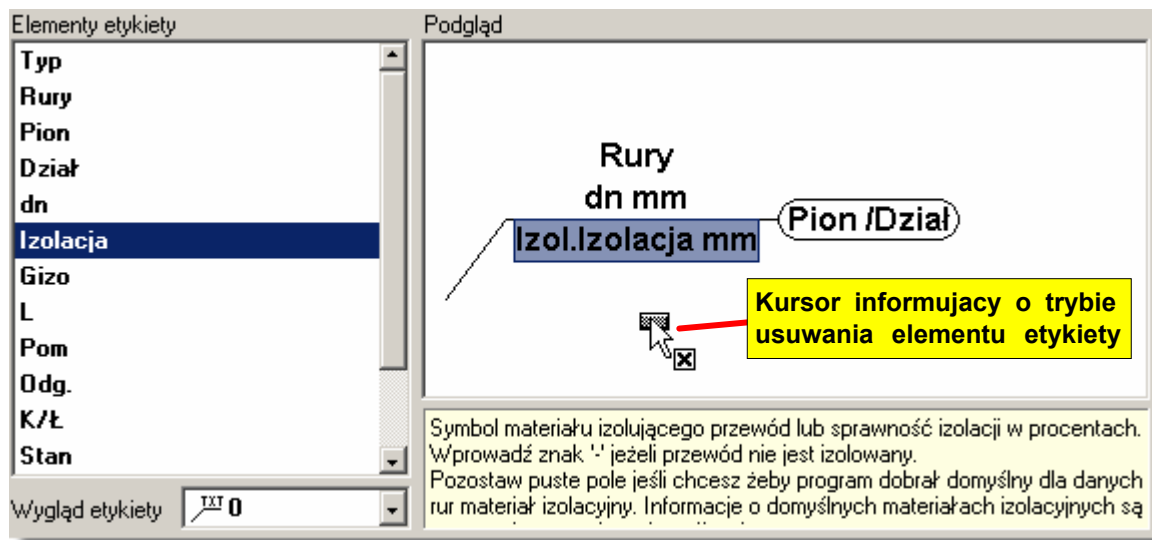 Elementy etykiety
Typ
Rury
Pion
Dział
dn
Izolacja
Gizo
L
Pom
Odg.
K/Ł
Stan
Wygląd etykiety
TXT 0
Podgląd
Rury
dn mm
Izol.Izolacja mm
Pion /Dział
Kursor informujacy o trybie
usuwania elementu etykiety
Symbol materiału izolującego przewód lub sprawność izolacji w procentach.
Wprowadź znak '-' jeżeli przewód nie jest izolowany.
Pozostaw puste pole jeśli chcesz żeby program dobrał domyślny dla danych
rur materiał izolacyjny. Informacje o domyślnych materiałach izolacyjnych są